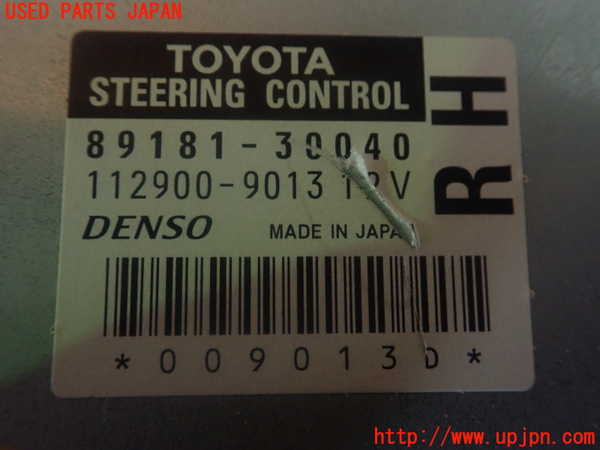 USED PARTS JAPAN
TOYOTA
STEERING CONTROL
89181-30040
112900-9013 12V
DENSO MADE IN JAPAN
RH
*009013D*
Copyright(C)
http://www.upjpn.com/